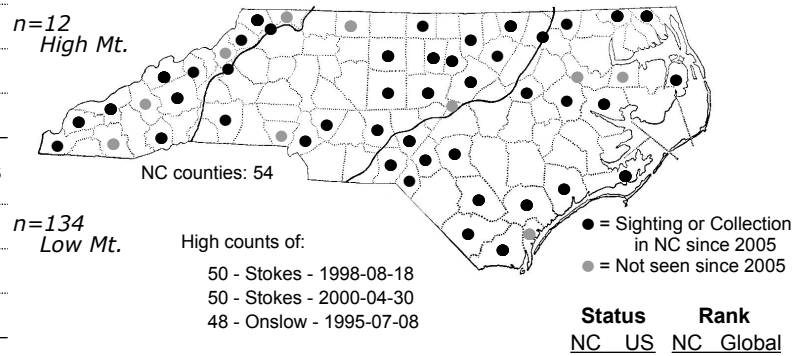 n=12
High Mt.
NC counties: 54
n=134
Low Mt.
High counts of:
50 - Stokes - 1998-08-18
50 - Stokes - 2000-04-30
48 - Onslow - 1995-07-08
= Sighting or Collection
in NC since 2005
= Not seen since 2005
Status Rank
NC US NC Global